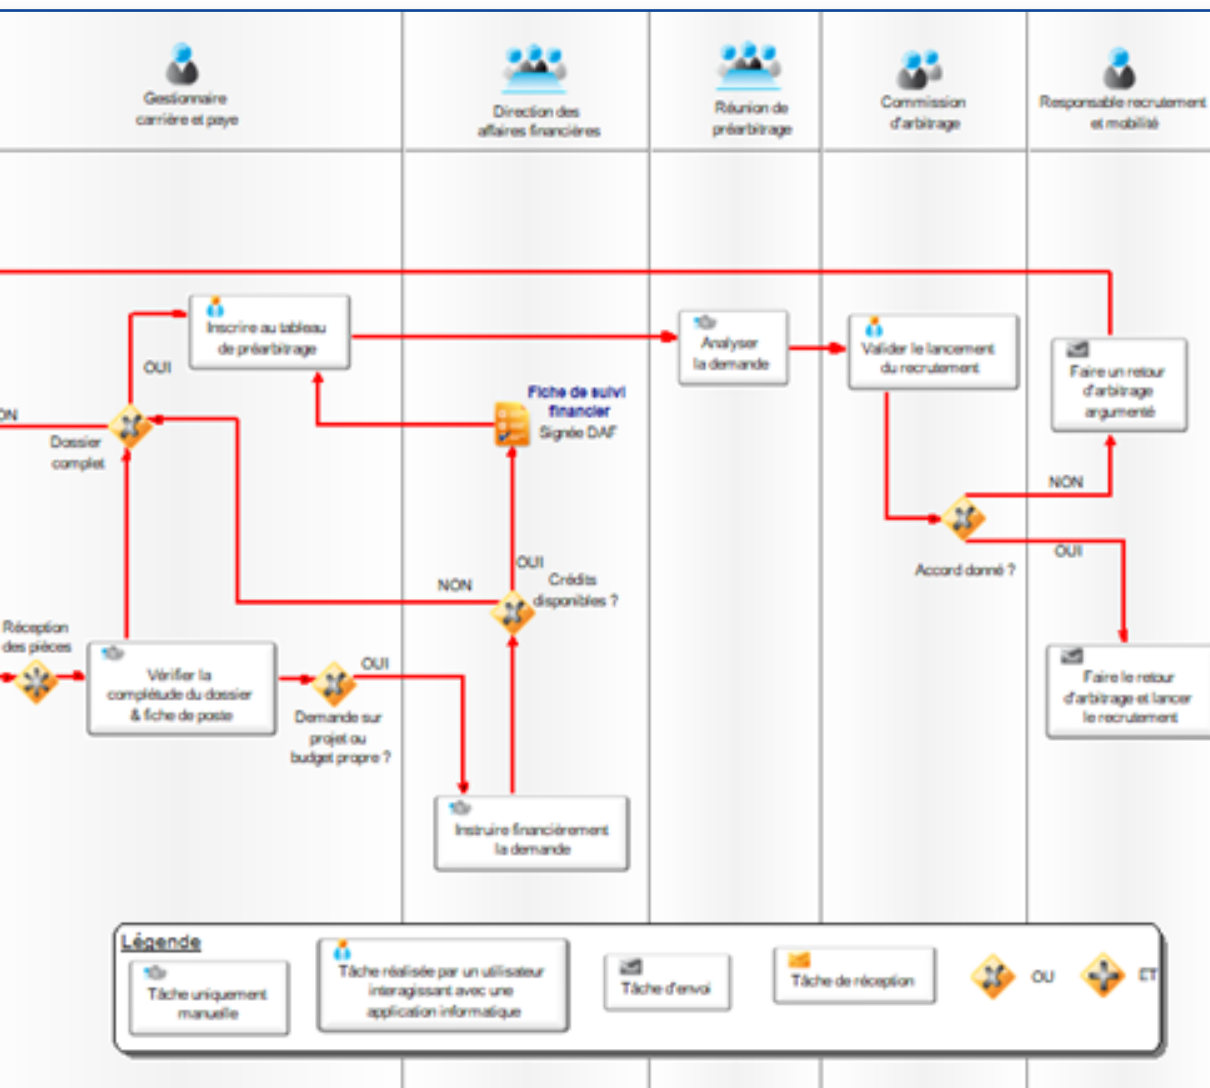 Gestionnaire
carrière et paye
Direction des
affaires financières
Réunion de
préarbitrage
Commission
d'arbitrage
Responsable recrutement
et mobilité
Inscrire au tableau
de préarbitrage
OUI
ON
Dossier
complet
Fiche de suivi
financier
Signée DAF
Analyser
la demande
Valider le lancement
du recrutement
Faire un retour
d'arbitrage
argumenté
NON
OUI
Accord donné ?
OUI
NON
Crédits
disponibles ?
Réception
des pièces
Vérifier la
complétude du dossier
& fiche de poste
OUI
Demande sur
projet ou
budget propre ?
Faire le retour
d'arbitrage et lancer
le recrutement
Instruire financièrement
la demande
Légende
Tâche uniquement
manuelle
Tâche réalisée par un utilisateur
interagissant avec une
application informatique
Tâche d'envoi
Tâche de réception
OU
ET